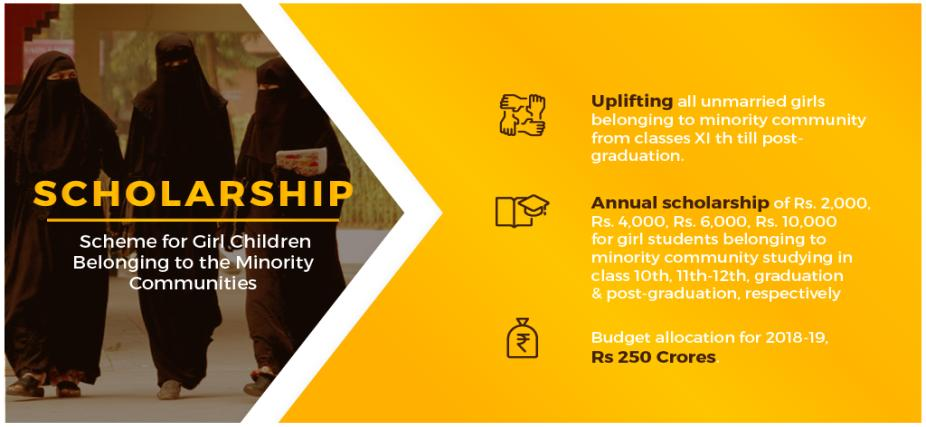 SCHOLARSHIP
Scheme for Girl Children
Belonging to the Minority
Communities
Uplifting all unmarried girls
belonging to minority community
from classes XI th till post-
graduation.
Annual scholarship of Rs. 2,000,
Rs. 4,000, Rs. 6,000, Rs. 10,000
for girl students belonging to
minority community studying in
class 10th, 11th-12th, graduation
& post-graduation, respectively
₹
Budget allocation for 2018-19,
Rs 250 Crores.